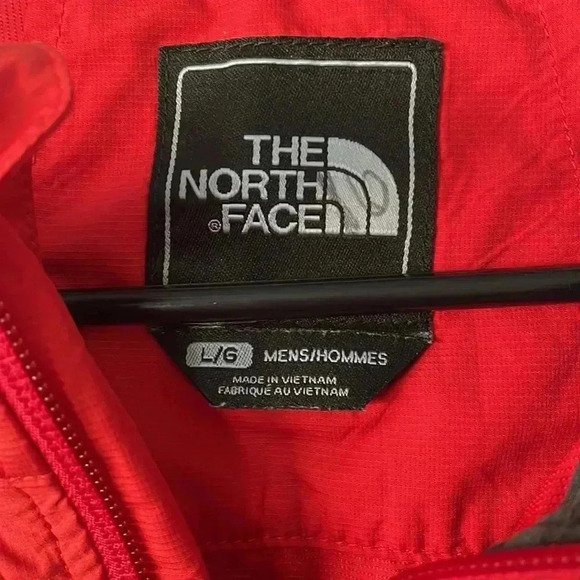 THE
NORTH
®FACE
L/G MENS/HOMMES
MADE IN VIETNAM
FABRIQUÉ AU VIETNAM